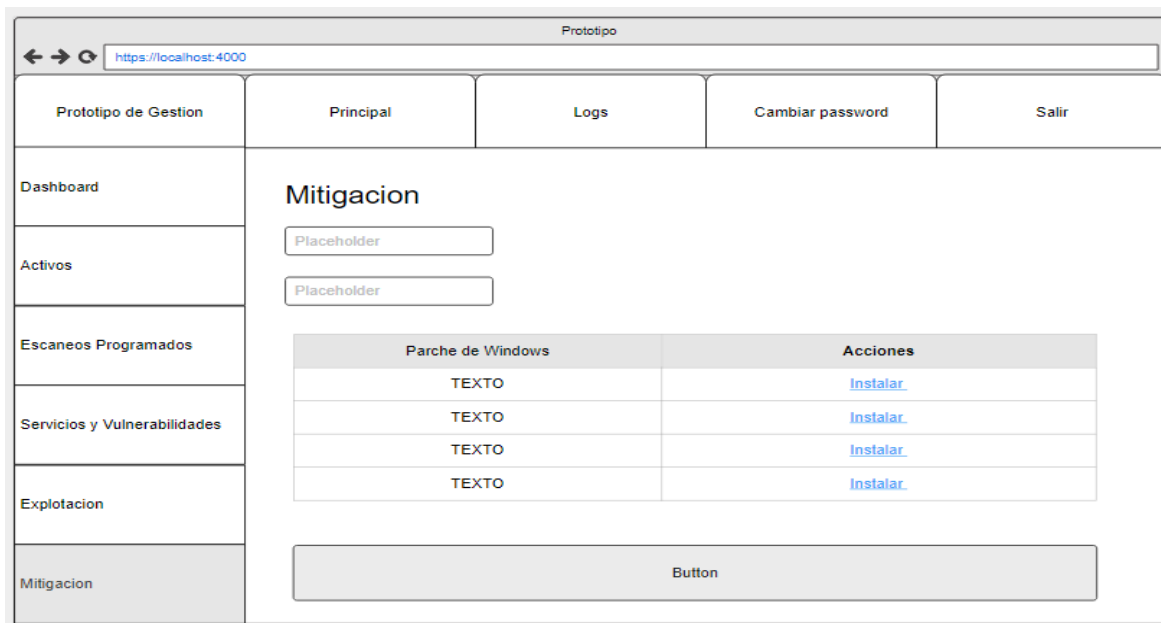 Prototipo
https://localhost:4000
Prototipo de Gestion
Principal
Logs
Cambiar password
Salir
Dashboard
Activos
Escaneos Programados
Servicios y Vulnerabilidades
Explotacion
Mitigacion
Mitigacion
Placeholder
Placeholder
Parche de Windows Acciones
TEXTO Instalar
TEXTO Instalar
TEXTO Instalar
TEXTO Instalar
Button